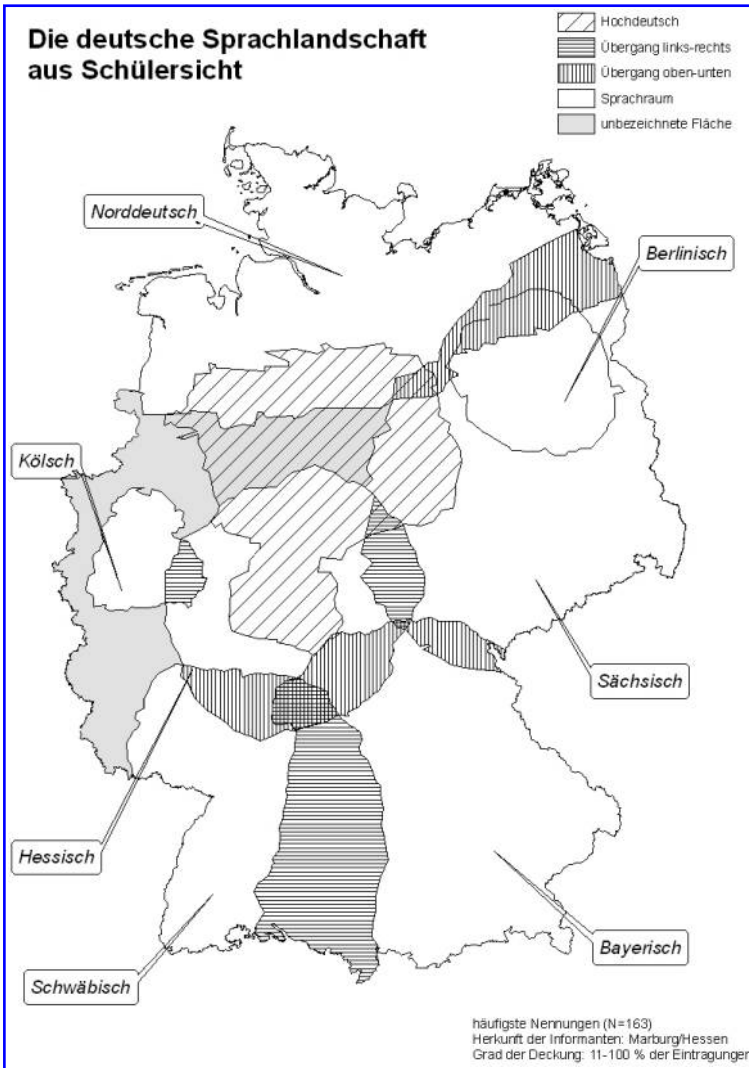 Die deutsche Sprachlandschaft
aus Schülersicht
Hochdeutsch
Übergang links-rechts
Übergang oben-unten
Sprachraum
unbezeichnete Fläche
Norddeutsch
Berlinisch
Kölsch
Sächsisch
Hessisch
Bayerisch
Schwäbisch
häufigste Nennungen (N=163)
Herkunft der Informanten: Marburg/Hessen
Grad der Deckung: 11-100 % der Eintragungen